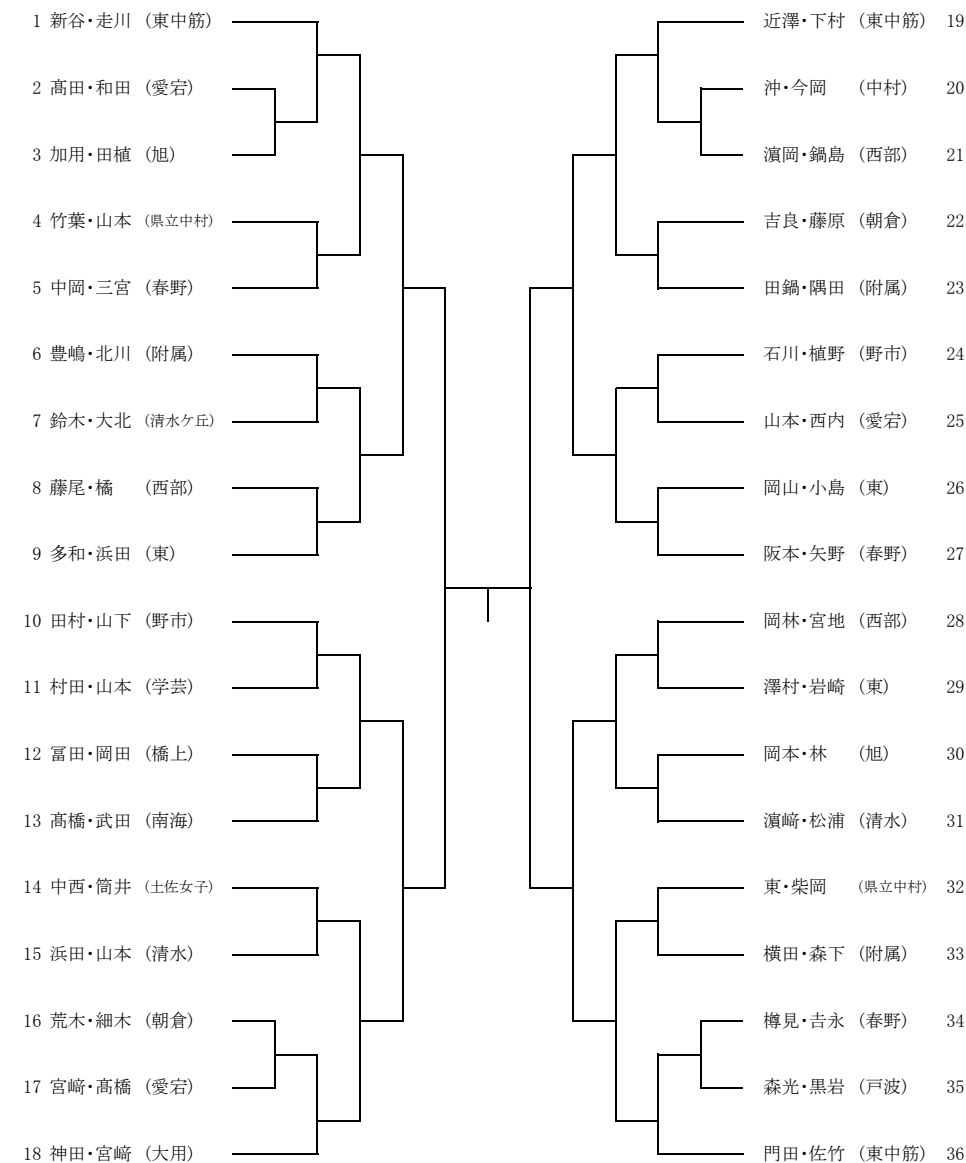 1 新谷・走川 (東中筋)
2 髙田・和田 (愛宕)
3 加用・田植 (旭)
4 竹葉・山本 (県立中村)
5 中岡・三宮 (春野)
6 豊嶋・北川 (附属)
7 鈴木・大北 (清水ケ丘)
8 藤尾・橘 (西部)
9 多和・浜田 (東)
10 田村・山下 (野市)
11 村田・山本 (学芸)
12 冨田・岡田 (橋上)
13 髙橋・武田 (南海)
14 中西・筒井 (土佐女子)
15 浜田・山本 (清水)
16 荒木・細木 (朝倉)
17 宮﨑・髙橋 (愛宕)
18 神田・宮﨑 (大用)
近澤・下村 (東中筋) 19
沖・今岡 (中村) 20
濵岡・鍋島 (西部) 21
吉良・藤原 (朝倉) 22
田鍋・隅田 (附属) 23
石川・植野 (野市) 24
山本・西内 (愛宕) 25
岡山・小島 (東) 26
阪本・矢野 (春野) 27
岡林・宮地 (西部) 28
澤村・岩崎 (東) 29
岡本・林 (旭) 30
濵﨑・松浦 (清水) 31
東・柴岡 (県立中村) 32
横田・森下 (附属) 33
樽見・𠮷永 (春野) 34
森光・黒岩 (戸波) 35
門田・佐竹 (東中筋) 36